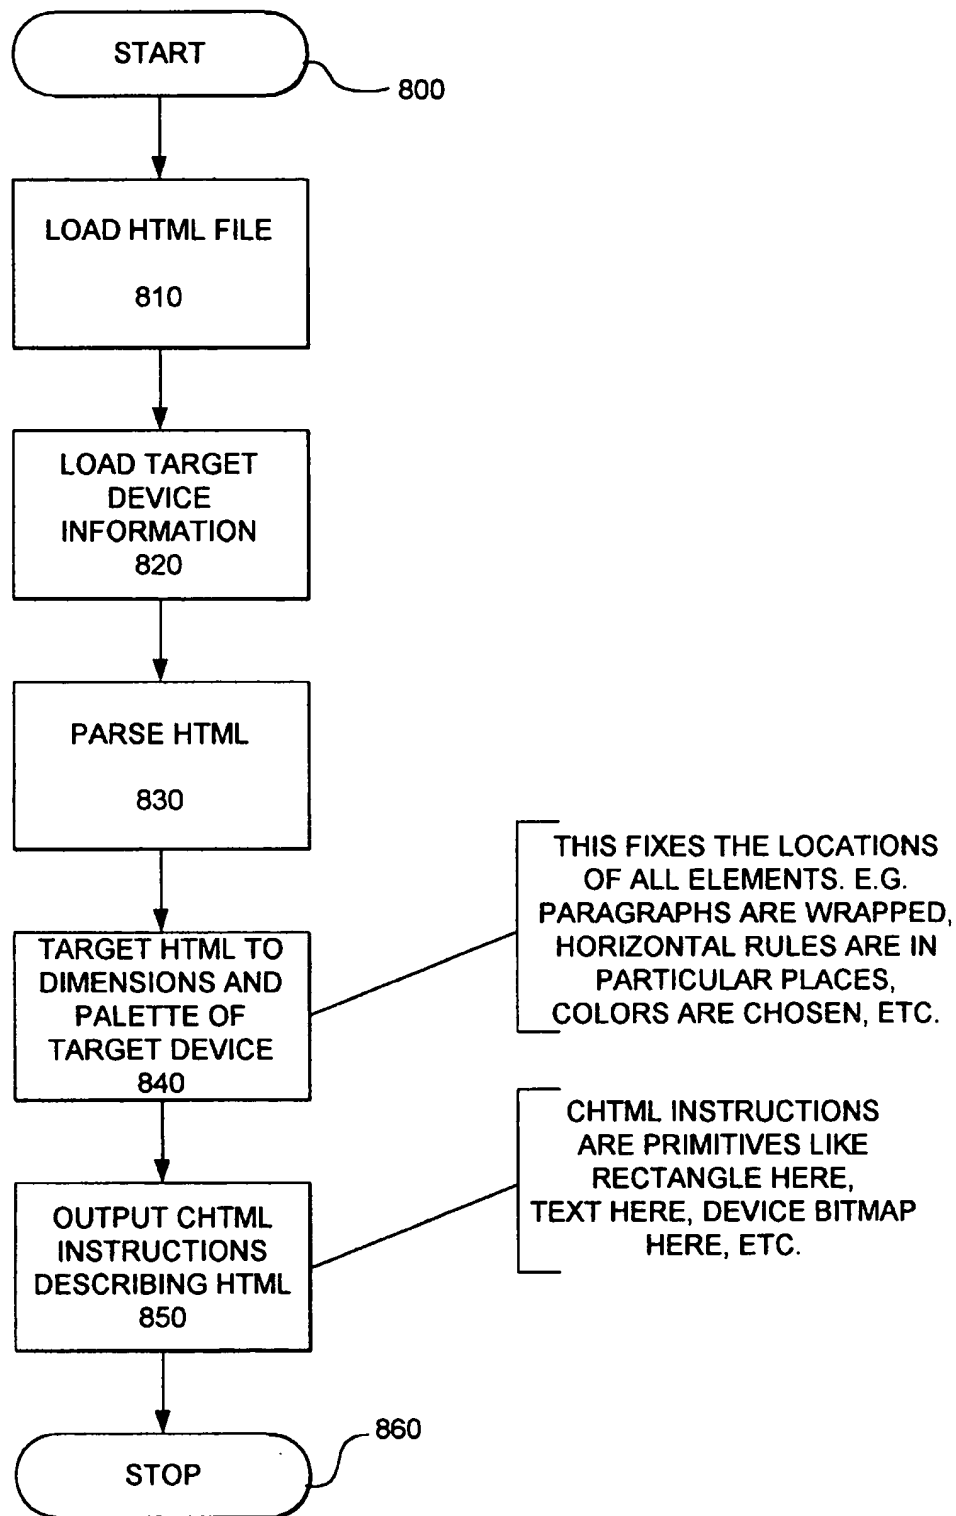 START
800
LOAD HTML FILE
810
LOAD TARGET
DEVICE
INFORMATION
820
PARSE HTML
830
TARGET HTML TO
DIMENSIONS AND
PALETTE OF
TARGET DEVICE
840
THIS FIXES THE LOCATIONS
OF ALL ELEMENTS. E.G.
PARAGRAPHS ARE WRAPPED,
HORIZONTAL RULES ARE IN
PARTICULAR PLACES,
COLORS ARE CHOSEN, ETC.
OUTPUT CHTML
INSTRUCTIONS
DESCRIBING HTML
850
CHTML INSTRUCTIONS
ARE PRIMITIVES LIKE
RECTANGLE HERE,
TEXT HERE, DEVICE BITMAP
HERE, ETC.
STOP
860